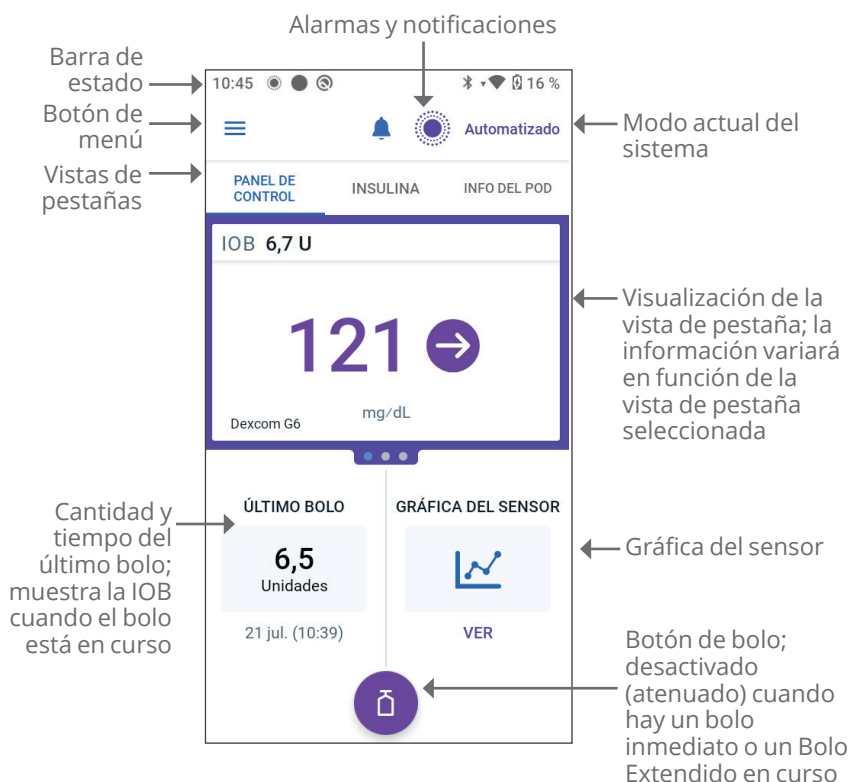 Alarmas y notificaciones
Barra de
estado
10:45
16 %
Botón de
menú
Automatizado
Modo actual del
sistema
Vistas de
pestañas
PANEL DE
CONTROL
INSULINA
INFO DEL POD
IOB 6,7 U
121
mg/dL
Dexcom G6
Visualización de la
vista de pestaña; la
información variará
en función de la
vista de pestaña
seleccionada
Cantidad y
tiempo del
último bolo;
muestra la IOB
cuando el bolo
está en curso
ÚLTIMO BOLO
6,5
Unidades
21 jul. (10:39)
GRÁFICA DEL SENSOR
VER
Gráfica del sensor
Botón de bolo;
desactivado
(atenuado) cuando
hay un bolo
inmediato o un Bolo
Extendido en curso